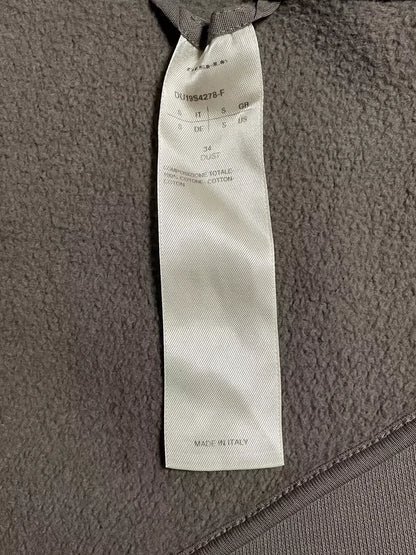 DU19S4278-F
S IT S GB
S DE S US
34
DUST
COMPOSIZIONE TOTALE:
100% COTONE, COTTON-
COTTON
MADE IN ITALY